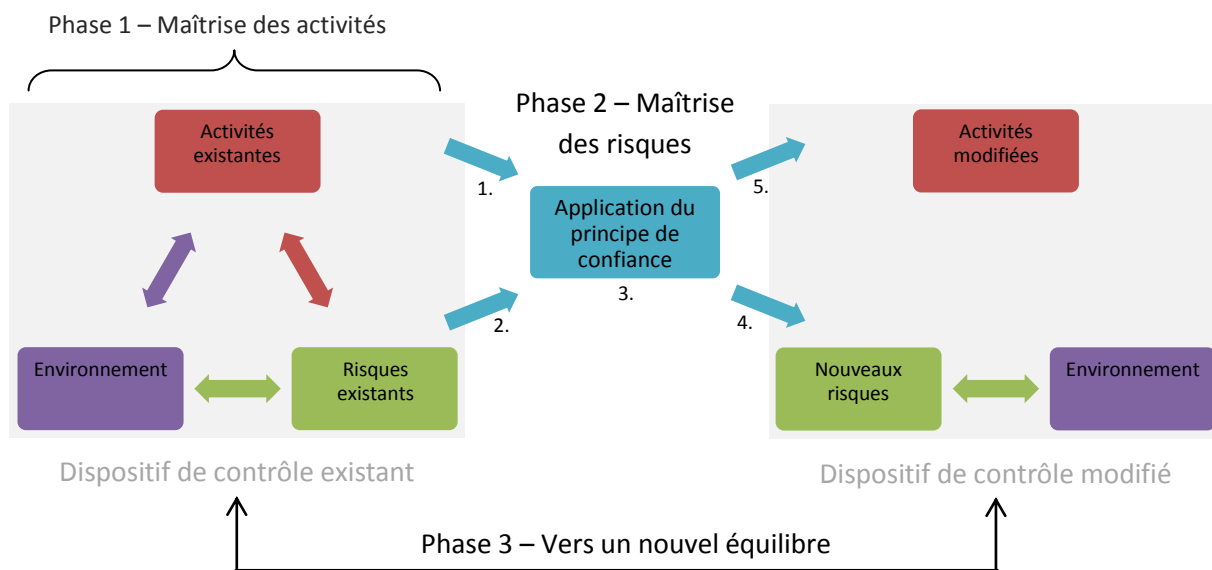 Phase 1 – Maîtrise des activités
Phase 2 – Maîtrise
des risques
Activités
existantes
Activités
modifiées
1.
5.
Application du
principe de
confiance
3.
2.
4.
Environnement
Risques
existants
Nouveaux
risques
Environnement
Dispositif de contrôle existant
Dispositif de contrôle modifié
Phase 3 – Vers un nouvel équilibre